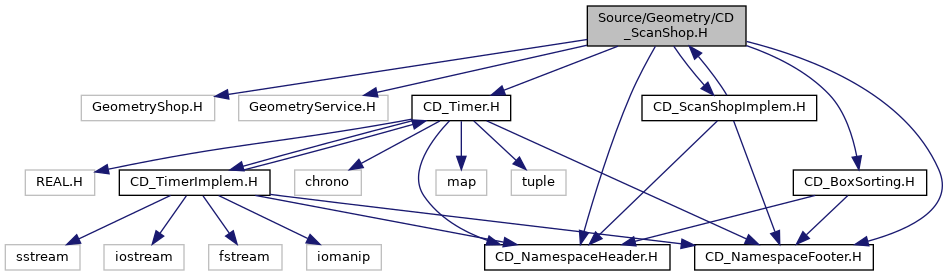 Source/Geometry/CD
_ScanShop.H
GeometryShop.H
GeometryService.H
CD_Timer.H
CD_ScanShopImplem.H
REAL.H
CD_TimerImplem.H
chrono
map
tuple
CD_BoxSorting.H
sstream
iostream
fstream
iomanip
CD_NamespaceHeader.H
CD_NamespaceFooter.H